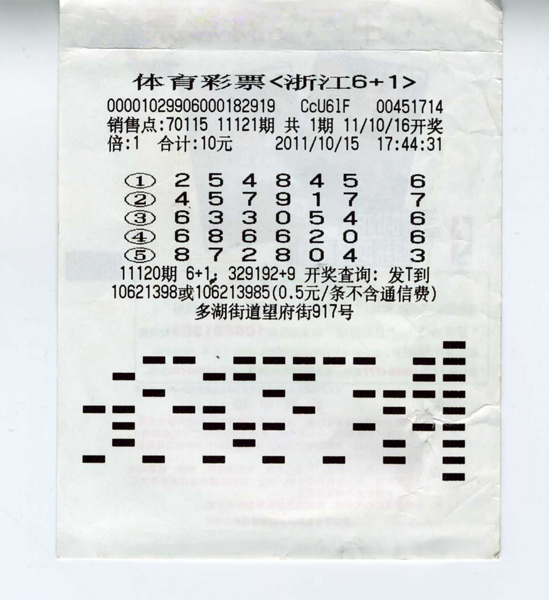 体育彩票<浙江6+1>
00001029906000182919 CcU6lF 00451714
销售点:70115 11121期 共 1期 11/10/16开奖
倍:1 合计:10元 2011/10/15 17:44:31
① 2 5 4 8 4 5 6
② 4 5 7 9 1 7 7
③ 6 3 3 0 5 4 6
④ 6 8 6 6 2 0 6
⑤ 8 7 2 8 0 4 3
11120期 6+1: 329192+9 开奖查询: 发T到
10621398或106213985(0.5元/条不含通信费)
多湖街道望府街917号